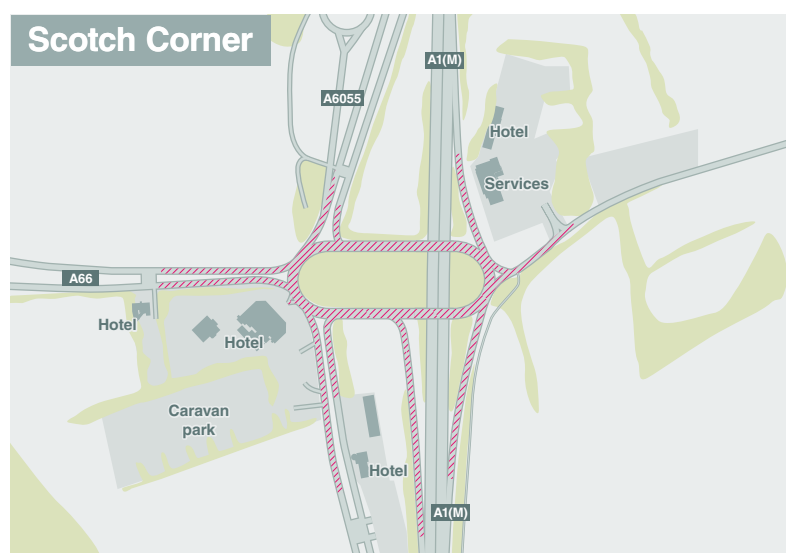 Scotch Corner
A1(M)
A6055
Hotel
Services
A66
Hotel
Hotel
Caravan
park
Hotel
A1(M)